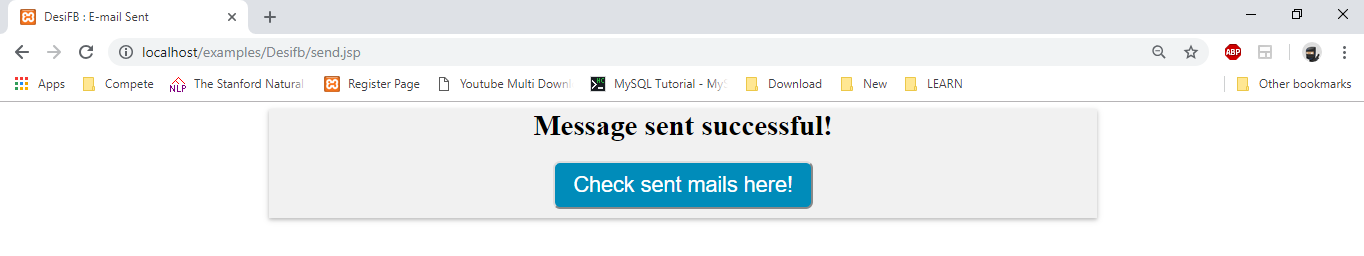 DesiFB : E-mail Sent
localhost/examples/Desifb/send.jsp
ABP
Apps Compete NLP The Stanford Natural Register Page Youtube Multi Downl MySQL Tutorial - MyS Download New LEARN Other bookmarks
Message sent successful!
Check sent mails here!